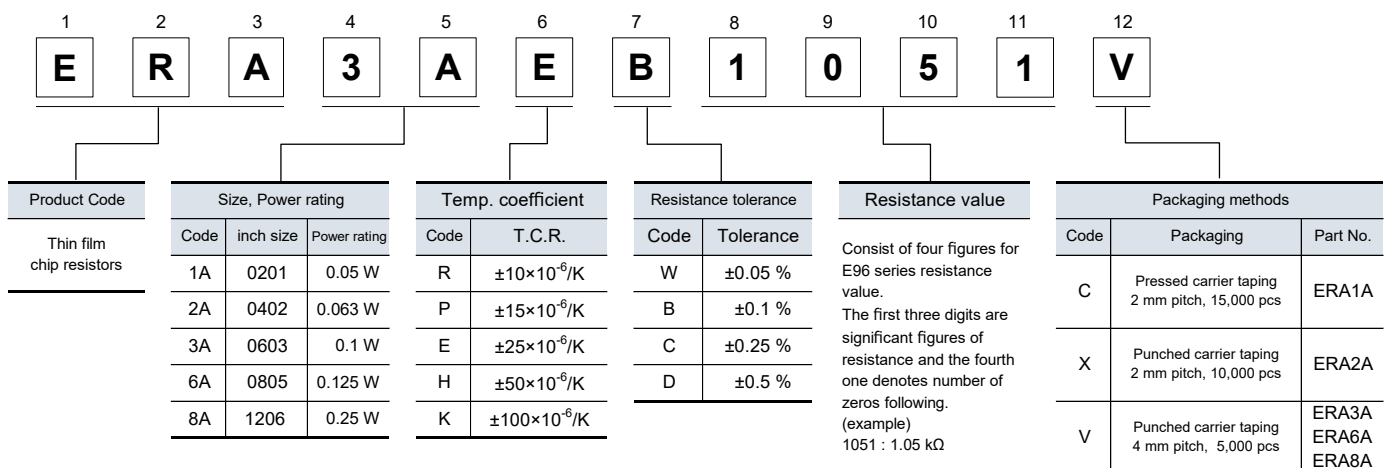 1 2 3 4 5 6 7 8 9 10 11 12
E R A 3 A E B 1 0 5 1 V
Product Code
Thin film
chip resistors
Size, Power rating
Code inch size Power rating
1A 0201 0.05 W
2A 0402 0.063 W
3A 0603 0.1 W
6A 0805 0.125 W
8A 1206 0.25 W
Temp. coefficient
Code T.C.R.
R ±10×10⁻⁶/K
P ±15×10⁻⁶/K
E ±25×10⁻⁶/K
H ±50×10⁻⁶/K
K ±100×10⁻⁶/K
Resistance tolerance
Code Tolerance
W ±0.05 %
B ±0.1 %
C ±0.25 %
D ±0.5 %
Resistance value
Consist of four figures for
E96 series resistance
value.
The first three digits are
significant figures of
resistance and the fourth
one denotes number of
zeros following.
(example)
1051 : 1.05 kΩ
Packaging methods
Code Packaging Part No.
C Pressed carrier taping
2 mm pitch, 15,000 pcs ERA1A
X Punched carrier taping
2 mm pitch, 10,000 pcs ERA2A
V Punched carrier taping
4 mm pitch, 5,000 pcs
ERA3A
ERA6A
ERA8A